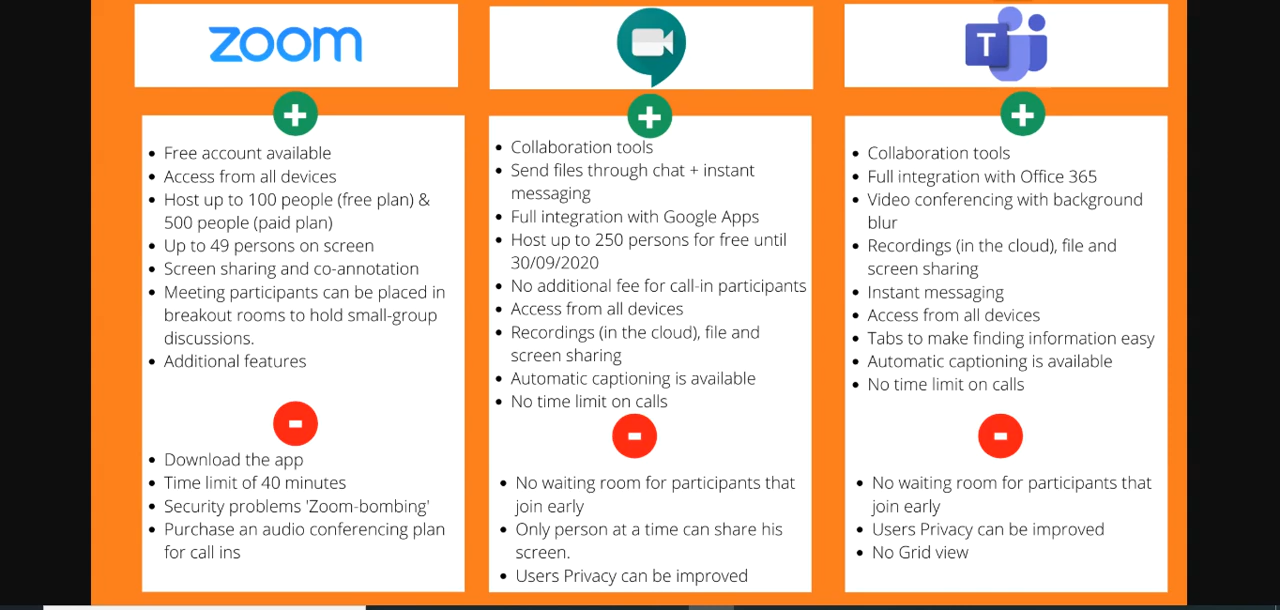 zoom
Free account available
Access from all devices
Host up to 100 people (free plan) &
500 people (paid plan)
Up to 49 persons on screen
Screen sharing and co-annotation
Meeting participants can be placed in
breakout rooms to hold small-group
discussions.
Additional features
Download the app
Time limit of 40 minutes
Security problems 'Zoom-bombing'
Purchase an audio conferencing plan
for call ins
Collaboration tools
Send files through chat + instant
messaging
Full integration with Google Apps
Host up to 250 persons for free until
30/09/2020
No additional fee for call-in participants
Access from all devices
Recordings (in the cloud), file and
screen sharing
Automatic captioning is available
No time limit on calls
No waiting room for participants that
join early
Only person at a time can share his
screen.
Users Privacy can be improved
T
Collaboration tools
Full integration with Office 365
Video conferencing with background
blur
Recordings (in the cloud), file and
screen sharing
Instant messaging
Access from all devices
Tabs to make finding information easy
Automatic captioning is available
No time limit on calls
No waiting room for participants that
join early
Users Privacy can be improved
No Grid view